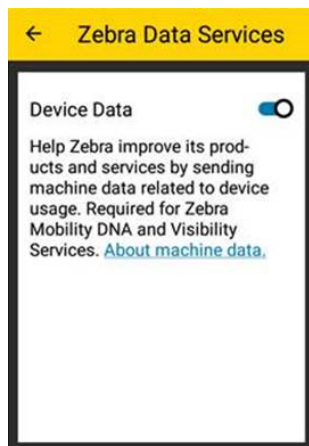 Zebra Data Services
Device Data
Help Zebra improve its prod-
ucts and services by sending
machine data related to device
usage. Required for Zebra
Mobility DNA and Visibility
Services. About machine data.